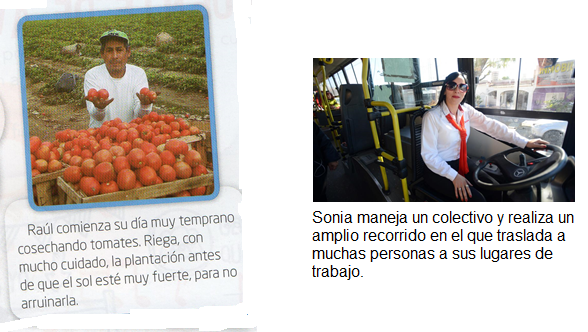 Raúl comienza su día muy temprano
cosechando tomates. Riega, con
mucho cuidado, la plantación antes
de que el sol esté muy fuerte, para no
arruinarla.
Sonia maneja un colectivo y realiza un
amplio recorrido en el que traslada a
muchas personas a sus lugares de
trabajo.